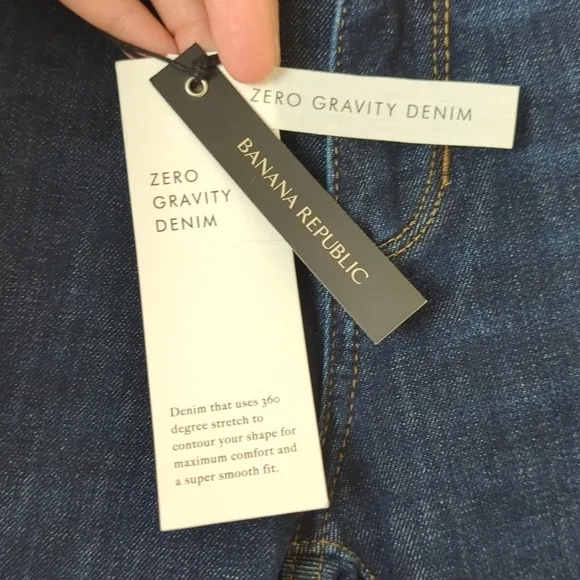 ZERO GRAVITY DENIM
BANANA REPUBLIC
ZERO
GRAVITY
DENIM
Denim that uses 360
degree stretch to
contour your shape for
maximum comfort and
a super smooth fit.